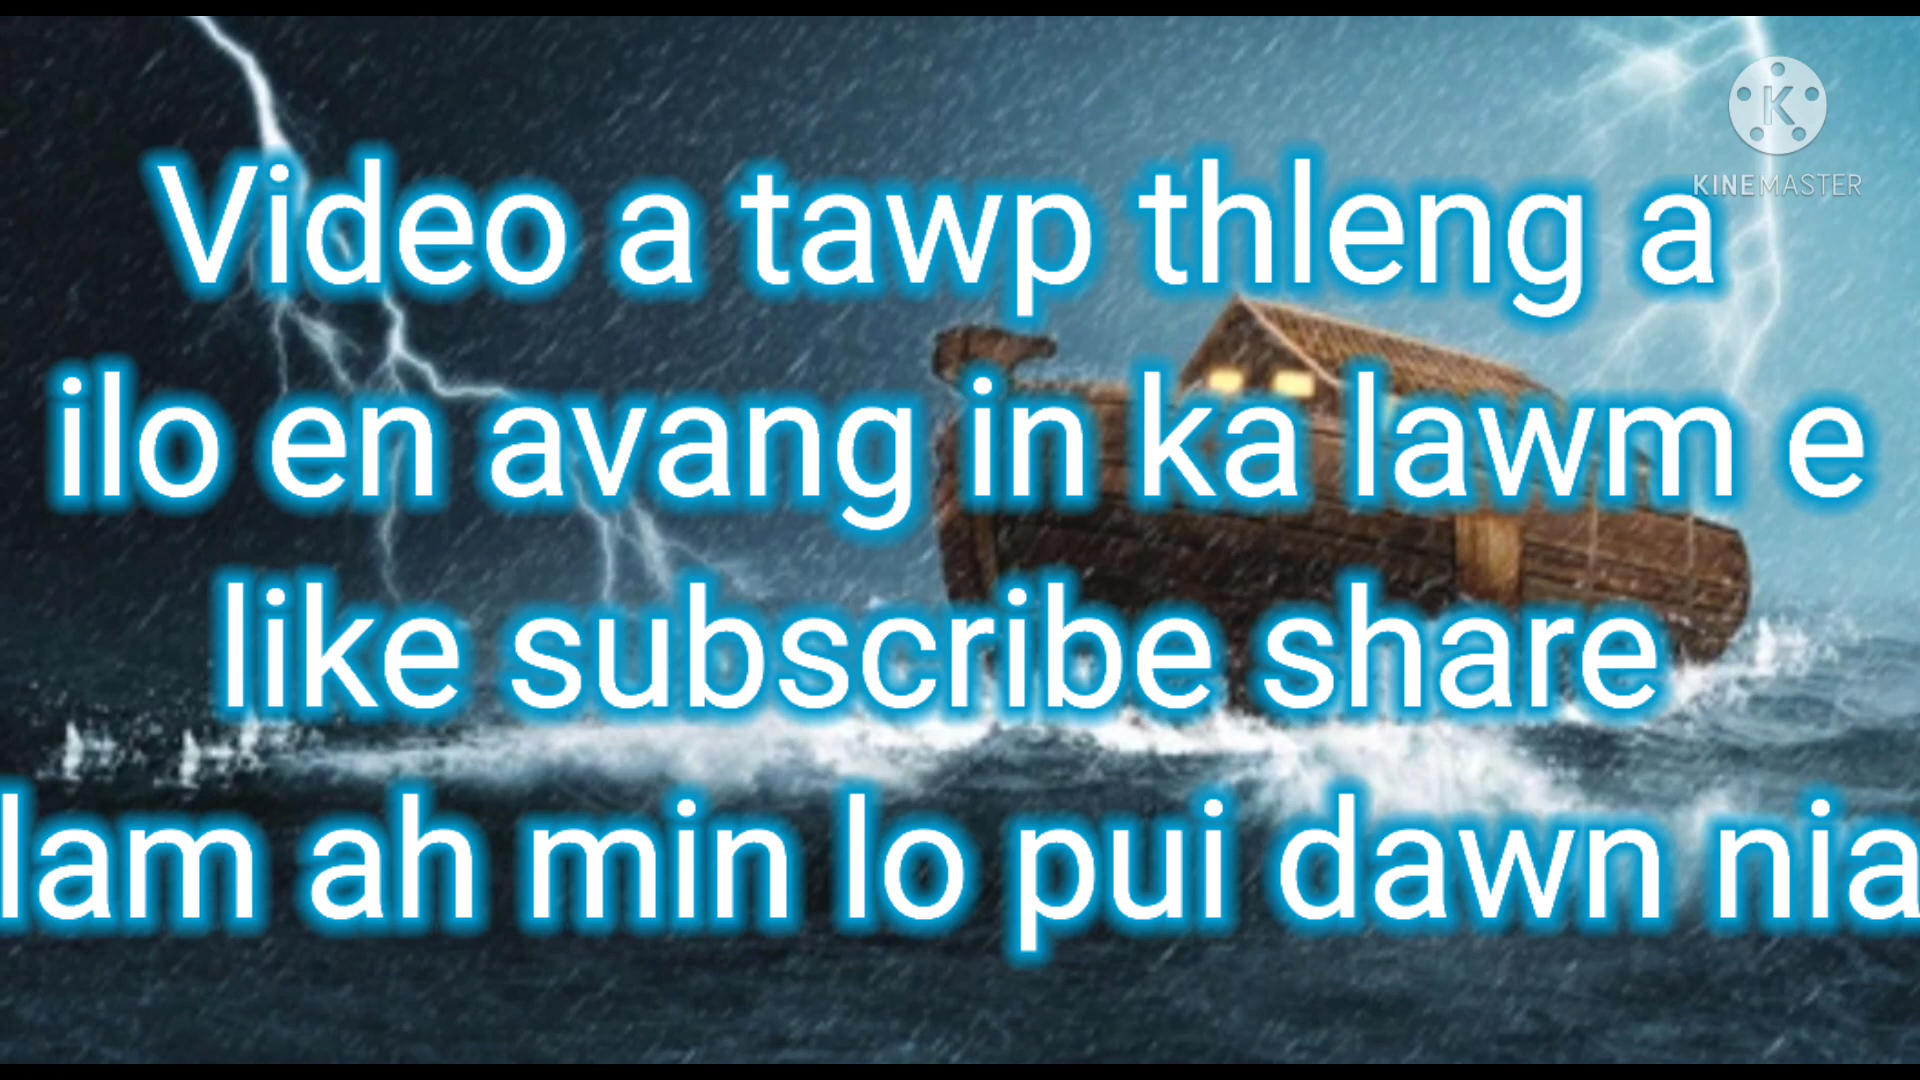 KINEMASTER
Video a tawp thleng a
ilo en avang in ka lawm e
like subscribe share
lam ah min lo pui dawn nia